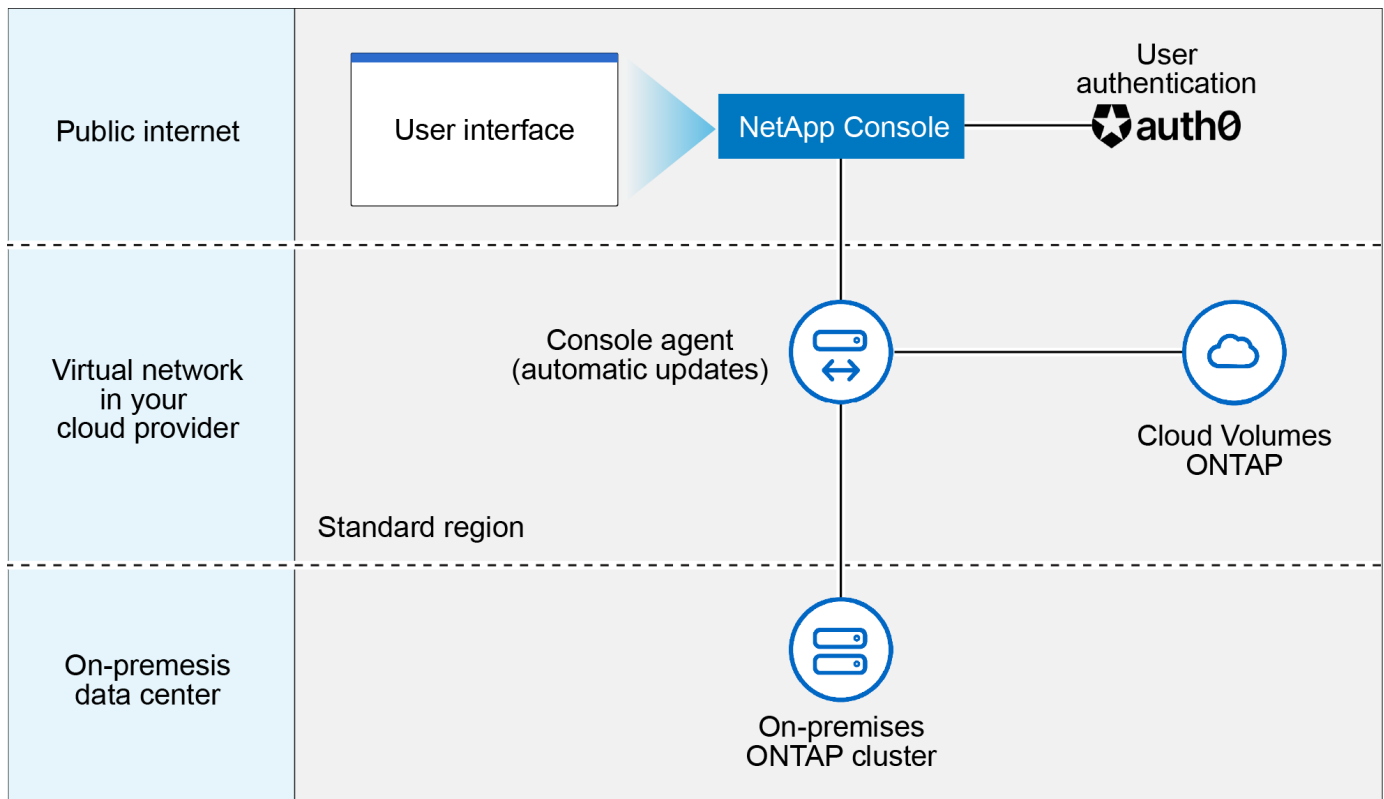 Public internet
User interface
NetApp Console
User
authentication
auth0
Virtual network
in your
cloud provider
Console agent
(automatic updates)
Cloud Volumes
ONTAP
Standard region
On-premesis
data center
On-premises
ONTAP cluster